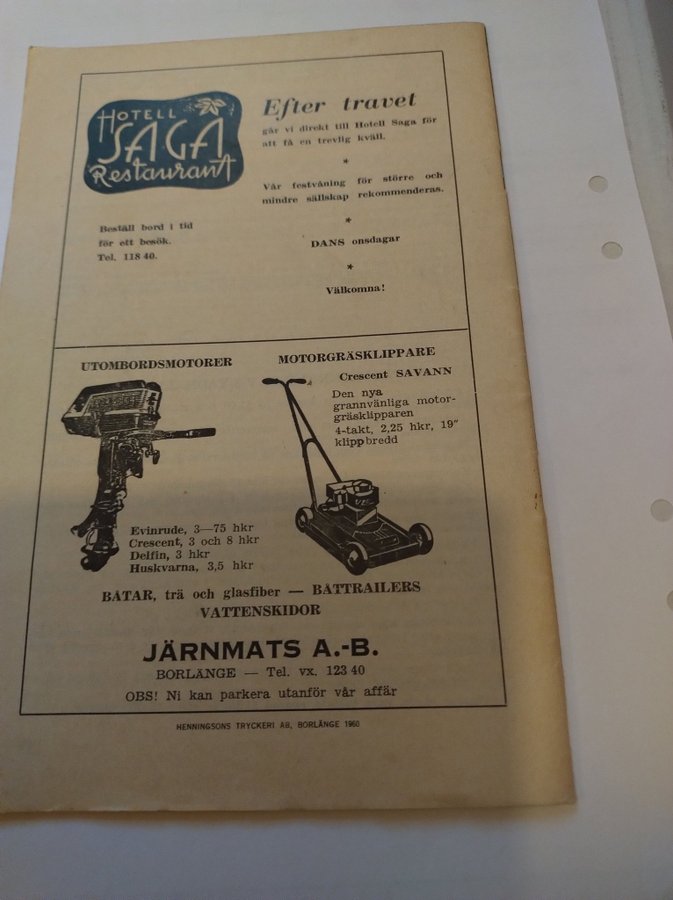 HOTELL
SAGA
Restaurant
Efter travet
går vi direkt till Hotell Saga för
att få en trevlig kväll.
*
Vår festvåning för större och
mindre sällskap rekommenderas.
*
DANS onsdagar
*
Välkomna!
Beställ bord i tid
för ett besök.
Tel. 118 40.
UTOMBORDSMOTORER
Evinrude, 3—75 hkr
Crescent, 3 och 8 hkr
Delfin, 3 hkr
Huskvarna, 3,5 hkr
MOTORGRÄSKLIPPARE
Crescent SAVANN
Den nya
grannvänliga motor-
gräsklipparen
4-takt, 2,25 hkr, 19"
klippbredd
BÅTAR, trä och glasfiber — BÅTTRAILERS
VATTENSKIDOR
JÄRNMATS A.-B.
BORLÄNGE — Tel. vx. 123 40
OBS! Ni kan parkera utanför vår affär
HENNINGSONS TRYCKERI AB, BORLÄNGE 1960